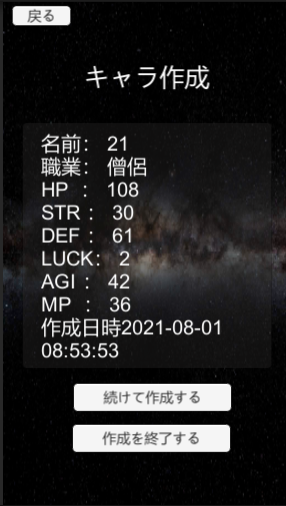 戻る
キャラ作成
名前： 21
職業： 僧侶
HP ： 108
STR ： 30
DEF ： 61
LUCK： 2
AGI ： 42
MP ： 36
作成日時2021-08-01
08:53:53
続けて作成する
作成を終了する